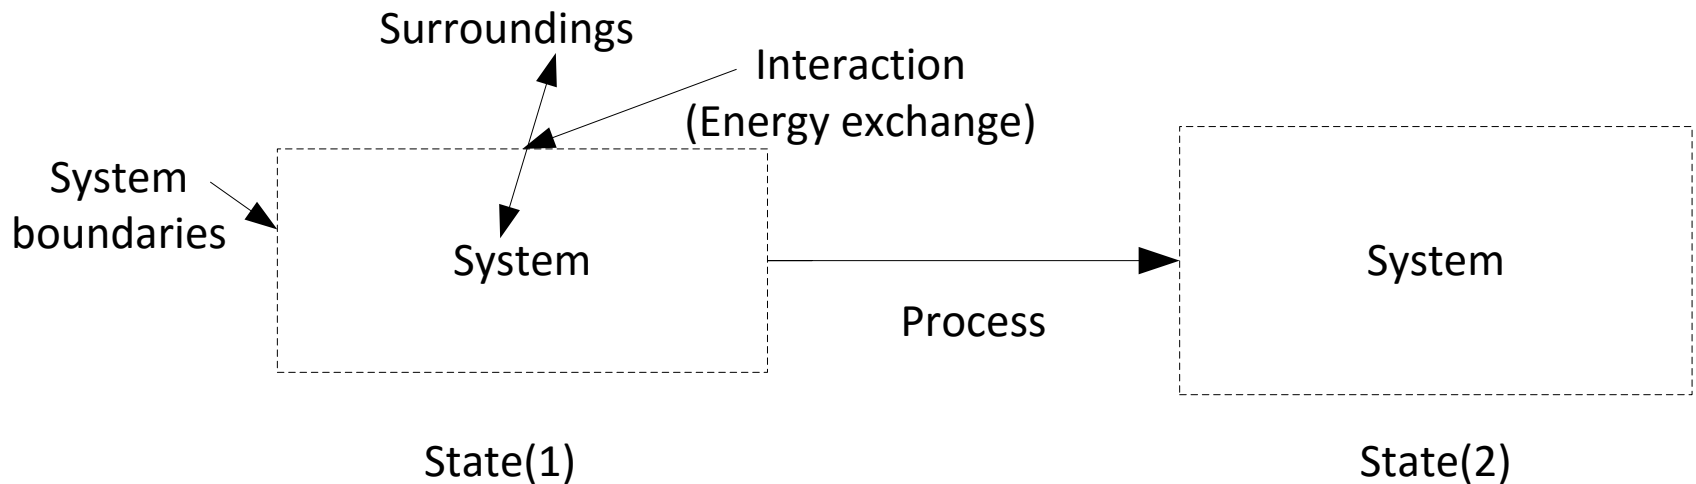 Surroundings
Interaction
(Energy exchange)
System
boundaries
System
Process
System
State(1)
State(2)